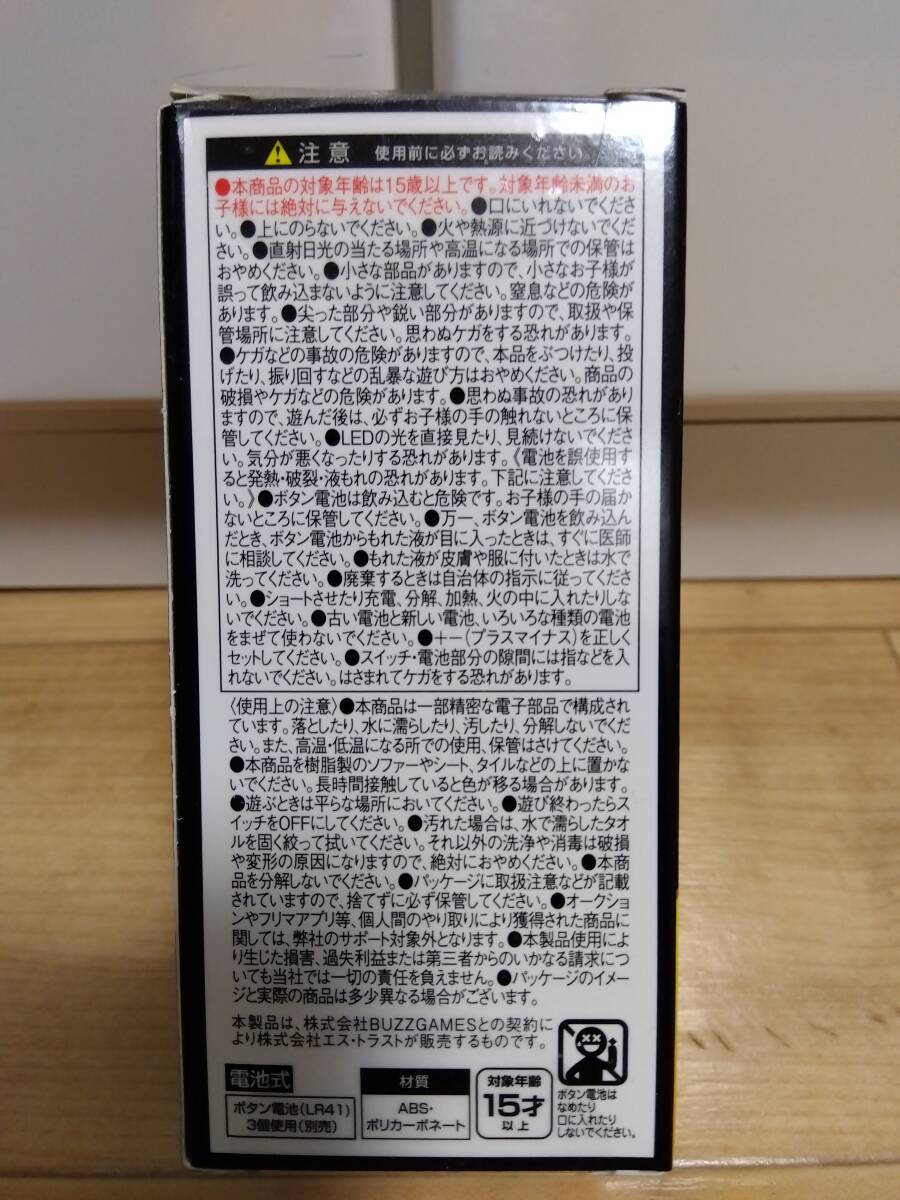 注意 使用前に必ずお読みください。
●本商品の対象年齢は15歳以上です。対象年齢未満のお
子様には絶対に与えないでください。●口にいれないでくださ
い。●上にのらないでください。●火や熱源に近づけないでくだ
さい。●直射日光の当たる場所や高温になる場所での保管は
おやめください。●小さな部品がありますので、小さなお子様が
誤って飲み込まないように注意してください。窒息などの危険が
あります。●尖った部分や鋭い部分がありますので、取扱や保
管場所に注意してください。思わぬケガをする恐れがあります。
●ケガなどの事故の危険がありますので、本品をぶつけたり、投
げたり、振り回すなどの乱暴な遊び方はおやめください。商品の
破損やケガなどの危険があります。●思わぬ事故の恐れがあり
ますので、遊んだ後は、必ずお子様の手の触れないところに保
管してください。●LEDの光を直接見たり、見続けないでくださ
い。気分が悪くなったりする恐れがあります。《電池を誤使用す
ると発熱・破裂・液もれの恐れがあります。下記に注意してくださ
い。》●ボタン電池は飲み込むと危険です。お子様の手の届か
ないところに保管してください。●万一、ボタン電池を飲み込ん
だとき、ボタン電池からもれた液が目に入ったときは、すぐに医師
に相談してください。●もれた液が皮膚や服に付いたときは水で
洗ってください。●廃棄するときは自治体の指示に従ってくださ
い。●ショートさせたり充電、分解、加熱、火の中に入れたりしな
いでください。●古い電池と新しい電池、いろいろな種類の電池
をまぜて使わないでください。●＋－(プラスマイナス)を正しく
セットしてください。●スイッチ・電池部分の隙間には指などを入
れないでください。はさまれてケガをする恐れがあります。
〈使用上の注意〉●本商品は一部精密な電子部品で構成され
ています。落としたり、水に濡らしたり、汚したり、分解しないでくだ
さい。また、高温・低温になる所での使用、保管はさけてください。
●本商品を樹脂製のソファーやシート、タイルなどの上に置かな
いでください。長時間接触していると色が移る場合があります。
●遊ぶときは平らな場所においてください。●遊び終わったらス
イッチをOFFにしてください。●汚れた場合は、水で濡らしたタオ
ルを固く絞って拭いてください。それ以外の洗浄や消毒は破損
や変形の原因になりますので、絶対におやめください。●本商
品を分解しないでください。●パッケージに取扱注意などが記載
されていますので、捨てずに必ず保管してください。●オークショ
ンやフリマアプリ等、個人間のやり取りにより獲得された商品に
関しては、弊社のサポート対象外となります。●本製品使用によ
り生じた損害、過失利益または第三者からのいかなる請求につ
いても当社では一切の責任を負えません。●パッケージのイメー
ジと実際の商品は多少異なる場合がございます。
本製品は、株式会社BUZZGAMESとの契約に
より株式会社エス・トラストが販売するものです。
電池式
ボタン電池(LR41)
3個使用(別売)
材質
ABS・
ポリカーボネート
対象年齢
15才
以上
ボタン電池は
なめたり
口に入れたり
しないでください。